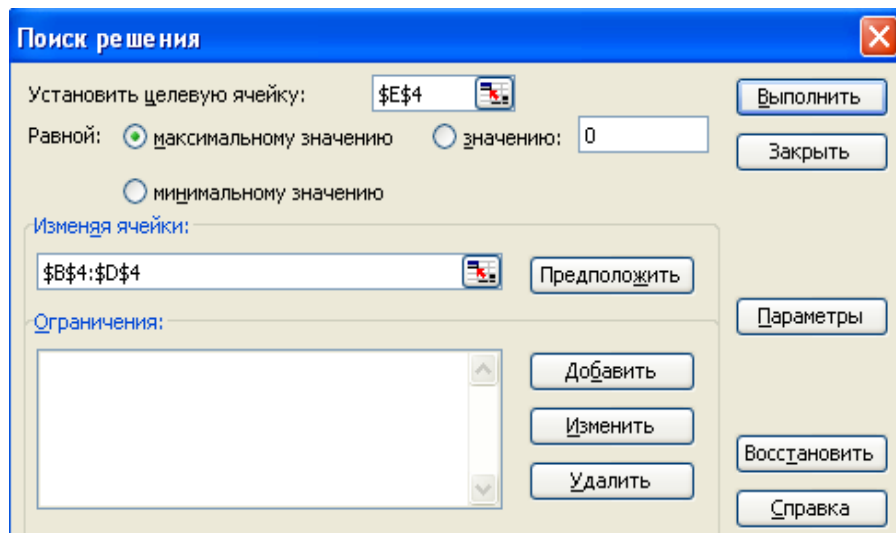 Поиск решения
Установить целевую ячейку: $E$4
Выполнить
Равной: максимальному значению значению: 0
Закрыть
минимальному значению
Изменяя ячейки:
$B$4:$D$4
Предположить
Ограничения:
Параметры
Добавить
Изменить
Восстановить
Удалить
Справка